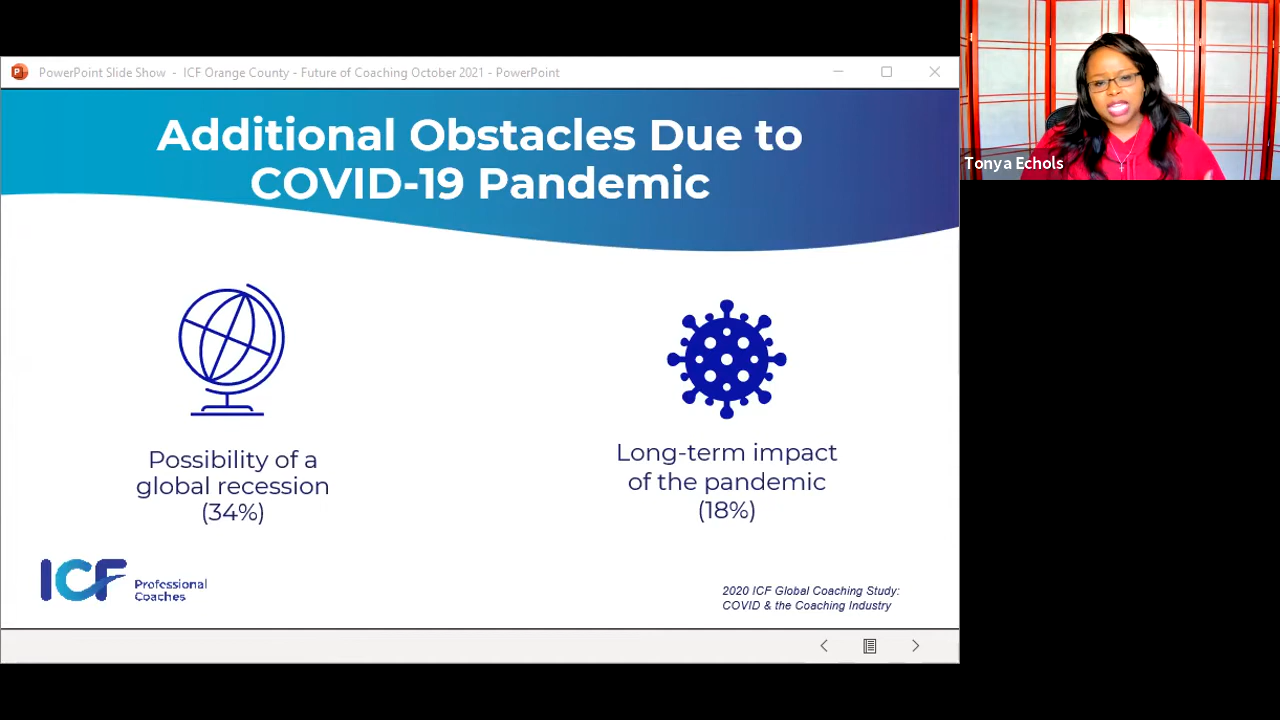 PowerPoint Slide Show - ICF Orange County - Future of Coaching October 2021 - PowerPoint
Additional Obstacles Due to
COVID-19 Pandemic
Possibility of a
global recession
(34%)
Long-term impact
of the pandemic
(18%)
ICF Professional
Coaches
2020 ICF Global Coaching Study:
COVID & the Coaching Industry
Tonya Echols